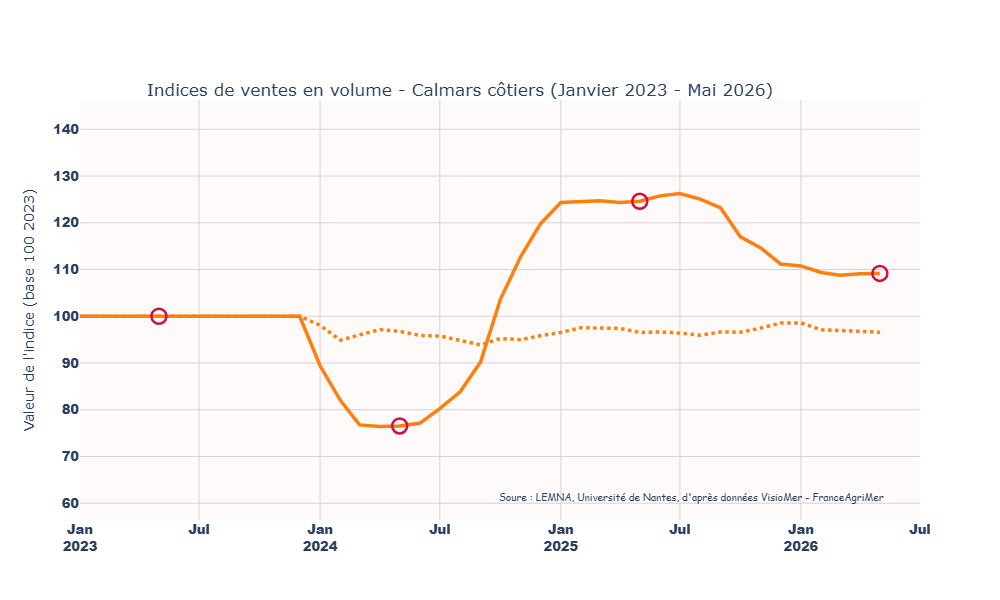 Indices de ventes en volume - Calmars côtiers (Janvier 2023 - Mai 2026)
Valeur de l'indice (base 100 2023)
140
130
120
110
100
90
80
70
60
Soure : LEMNA, Université de Nantes, d'après données VisioMer - FranceAgriMer
Jan Jul Jan Jul Jan Jul Jan Jul
2023 2024 2025 2026